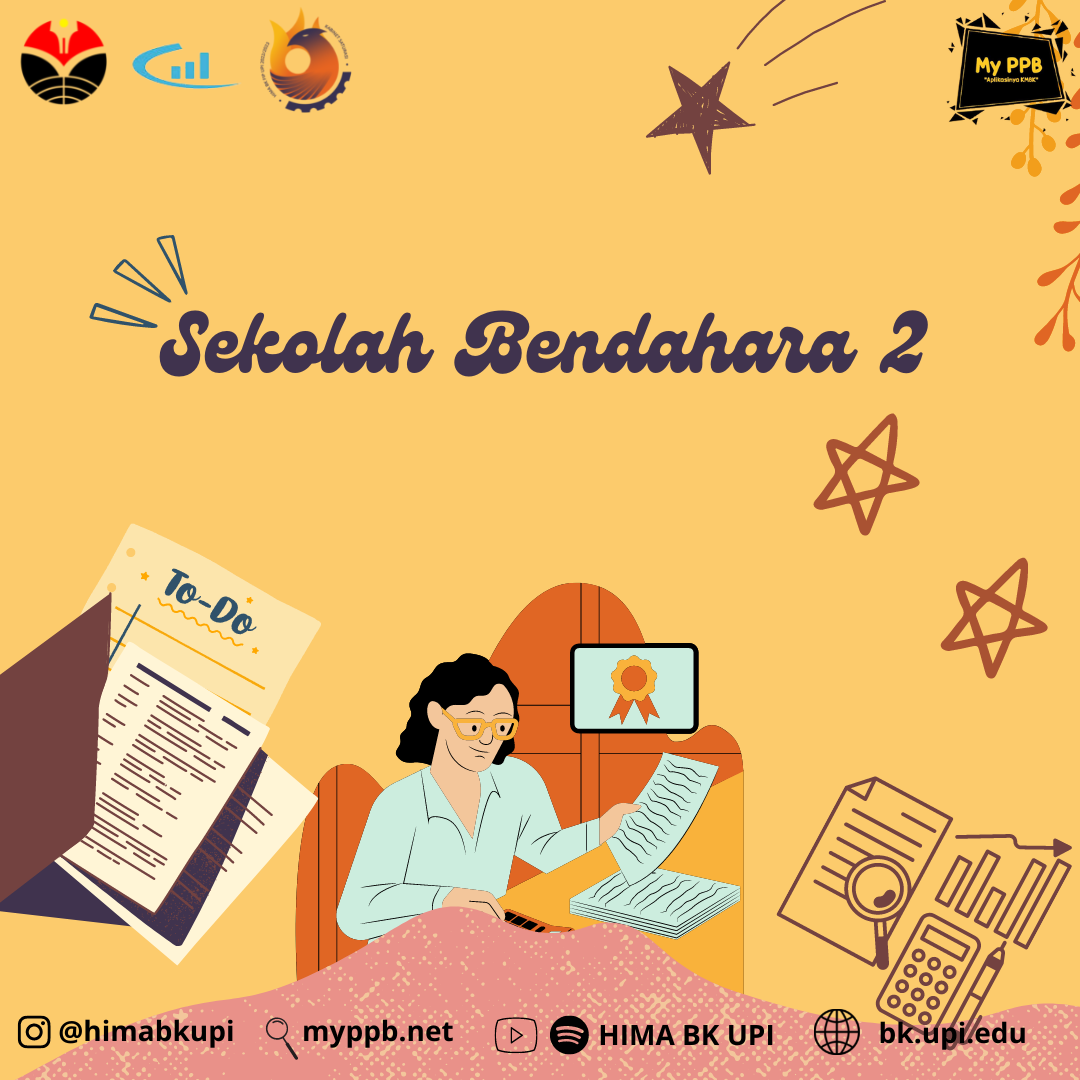 My PPB
"Aplikasinya KMBK"
Sekolah Bendahara 2
To-Do
@himabkupi
myppb.net
HIMA BK UPI
bk.upi.edu